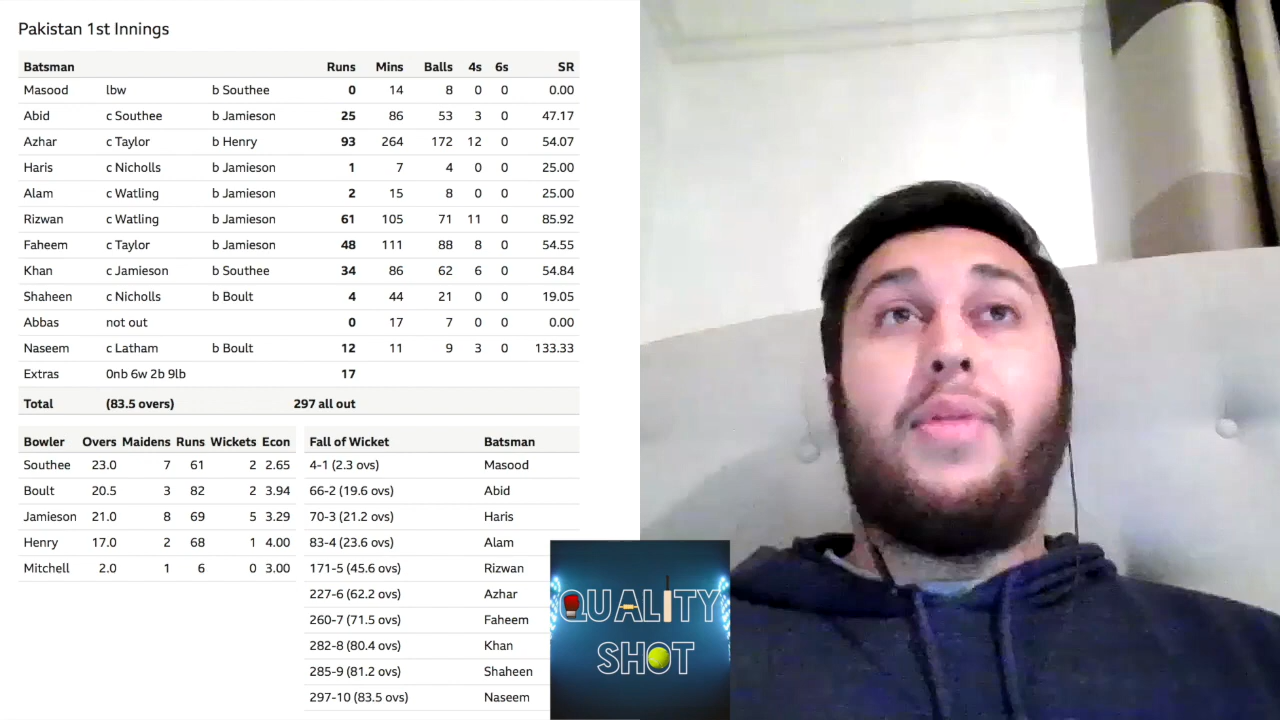 Pakistan 1st Innings
Batsman Runs Mins Balls 4s 6s SR
Masood lbw b Southee 0 14 8 0 0 0.00
Abid c Southee b Jamieson 25 86 53 3 0 47.17
Azhar c Taylor b Henry 93 264 172 12 0 54.07
Haris c Nicholls b Jamieson 1 7 4 0 0 25.00
Alam c Watling b Jamieson 2 15 8 0 0 25.00
Rizwan c Watling b Jamieson 61 105 71 11 0 85.92
Faheem c Taylor b Jamieson 48 111 88 8 0 54.55
Khan c Jamieson b Southee 34 86 62 6 0 54.84
Shaheen c Nicholls b Boult 4 44 21 0 0 19.05
Abbas not out 0 17 7 0 0 0.00
Naseem c Latham b Boult 12 11 9 3 0 133.33
Extras 0nb 6w 2b 9lb 17
Total (83.5 overs) 297 all out
Bowler Overs Maidens Runs Wickets Econ
Southee 23.0 7 61 2 2.65
Boult 20.5 3 82 2 3.94
Jamieson 21.0 8 69 5 3.29
Henry 17.0 2 68 1 4.00
Mitchell 2.0 1 6 0 3.00
Fall of Wicket Batsman
4-1 (2.3 ovs) Masood
66-2 (19.6 ovs) Abid
70-3 (21.2 ovs) Haris
83-4 (23.6 ovs) Alam
171-5 (45.6 ovs) Rizwan
227-6 (62.2 ovs) Azhar
260-7 (71.5 ovs) Faheem
282-8 (80.4 ovs) Khan
285-9 (81.2 ovs) Shaheen
297-10 (83.5 ovs) Naseem
QUALITY
SHOT